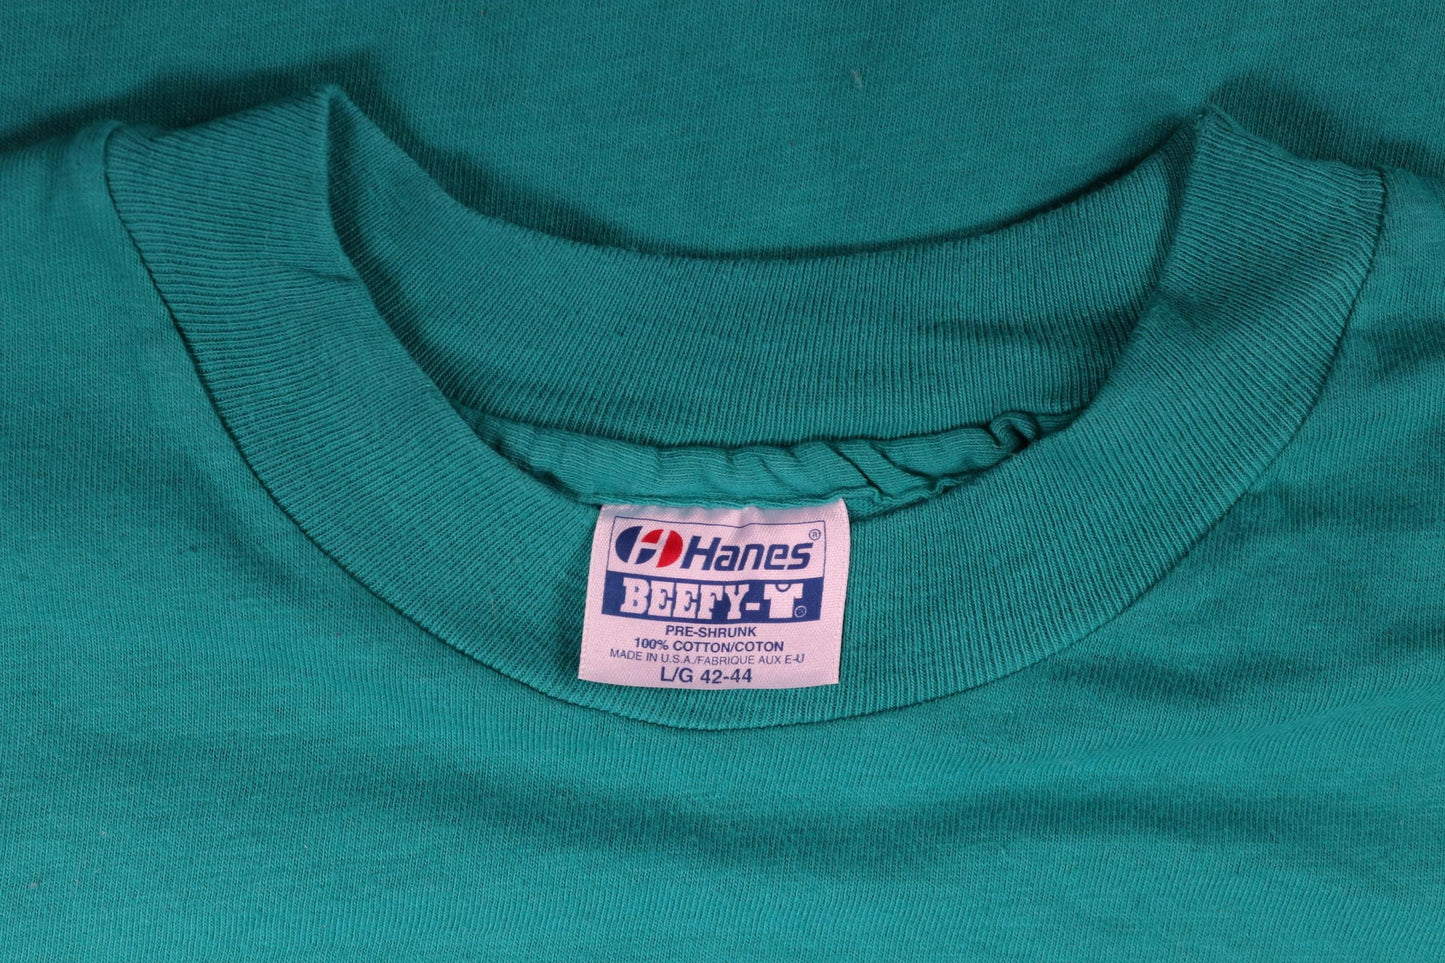 Hanes®
BEEFY-T®
PRE-SHRUNK
100% COTTON/COTON
MADE IN U.S.A./FABRIQUE AUX E-U
L/G 42-44